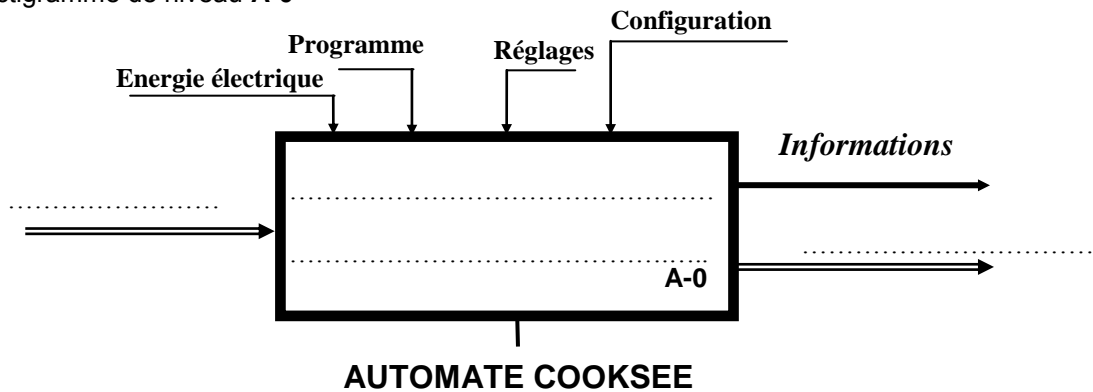 Configuration
Programme
Réglages
Energie électrique
Informations
........................
................................................
................................................
A-0
..................................
AUTOMATE COOKSEE